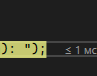 ): "); ≤ 1 мс